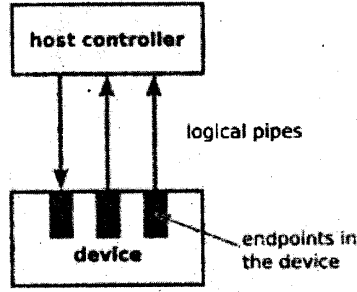 host controller
logical pipes
endpoints in
the device
device